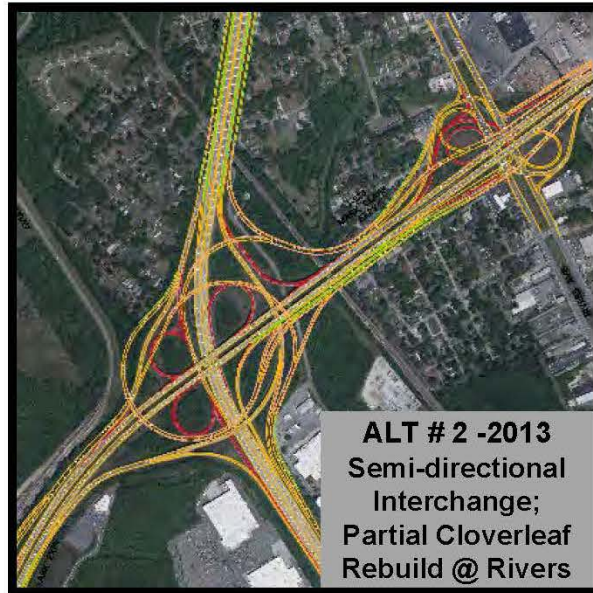 ALT # 2 -2013
Semi-directional
Interchange;
Partial Cloverleaf
Rebuild @ Rivers